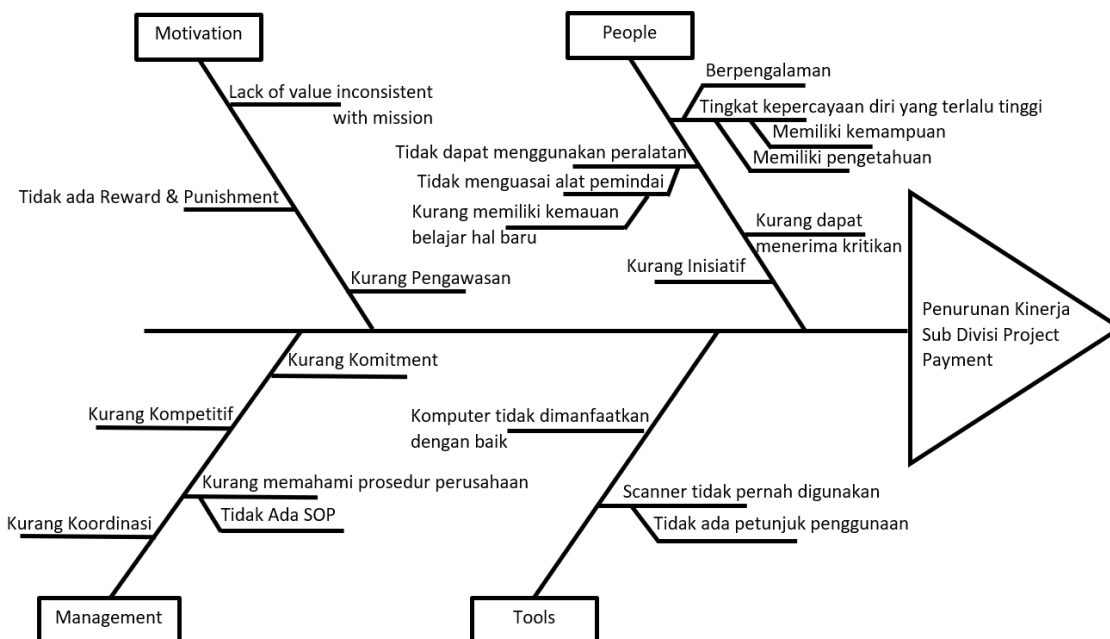 Motivation
People
Lack of value inconsistent
with mission
Berpengalaman
Tingkat kepercayaan diri yang terlalu tinggi
Memiliki kemampuan
Memiliki pengetahuan
Tidak dapat menggunakan peralatan
Tidak menguasai alat pemindai
Kurang memiliki kemauan
belajar hal baru
Tidak ada Reward & Punishment
Kurang dapat
menerima kritikan
Kurang Inisiatif
Kurang Pengawasan
Penurunan Kinerja
Sub Divisi Project
Payment
Kurang Komitment
Kurang Kompetitif
Kurang memahami prosedur perusahaan
Tidak Ada SOP
Kurang Koordinasi
Komputer tidak dimanfaatkan
dengan baik
Scanner tidak pernah digunakan
Tidak ada petunjuk penggunaan
Management
Tools